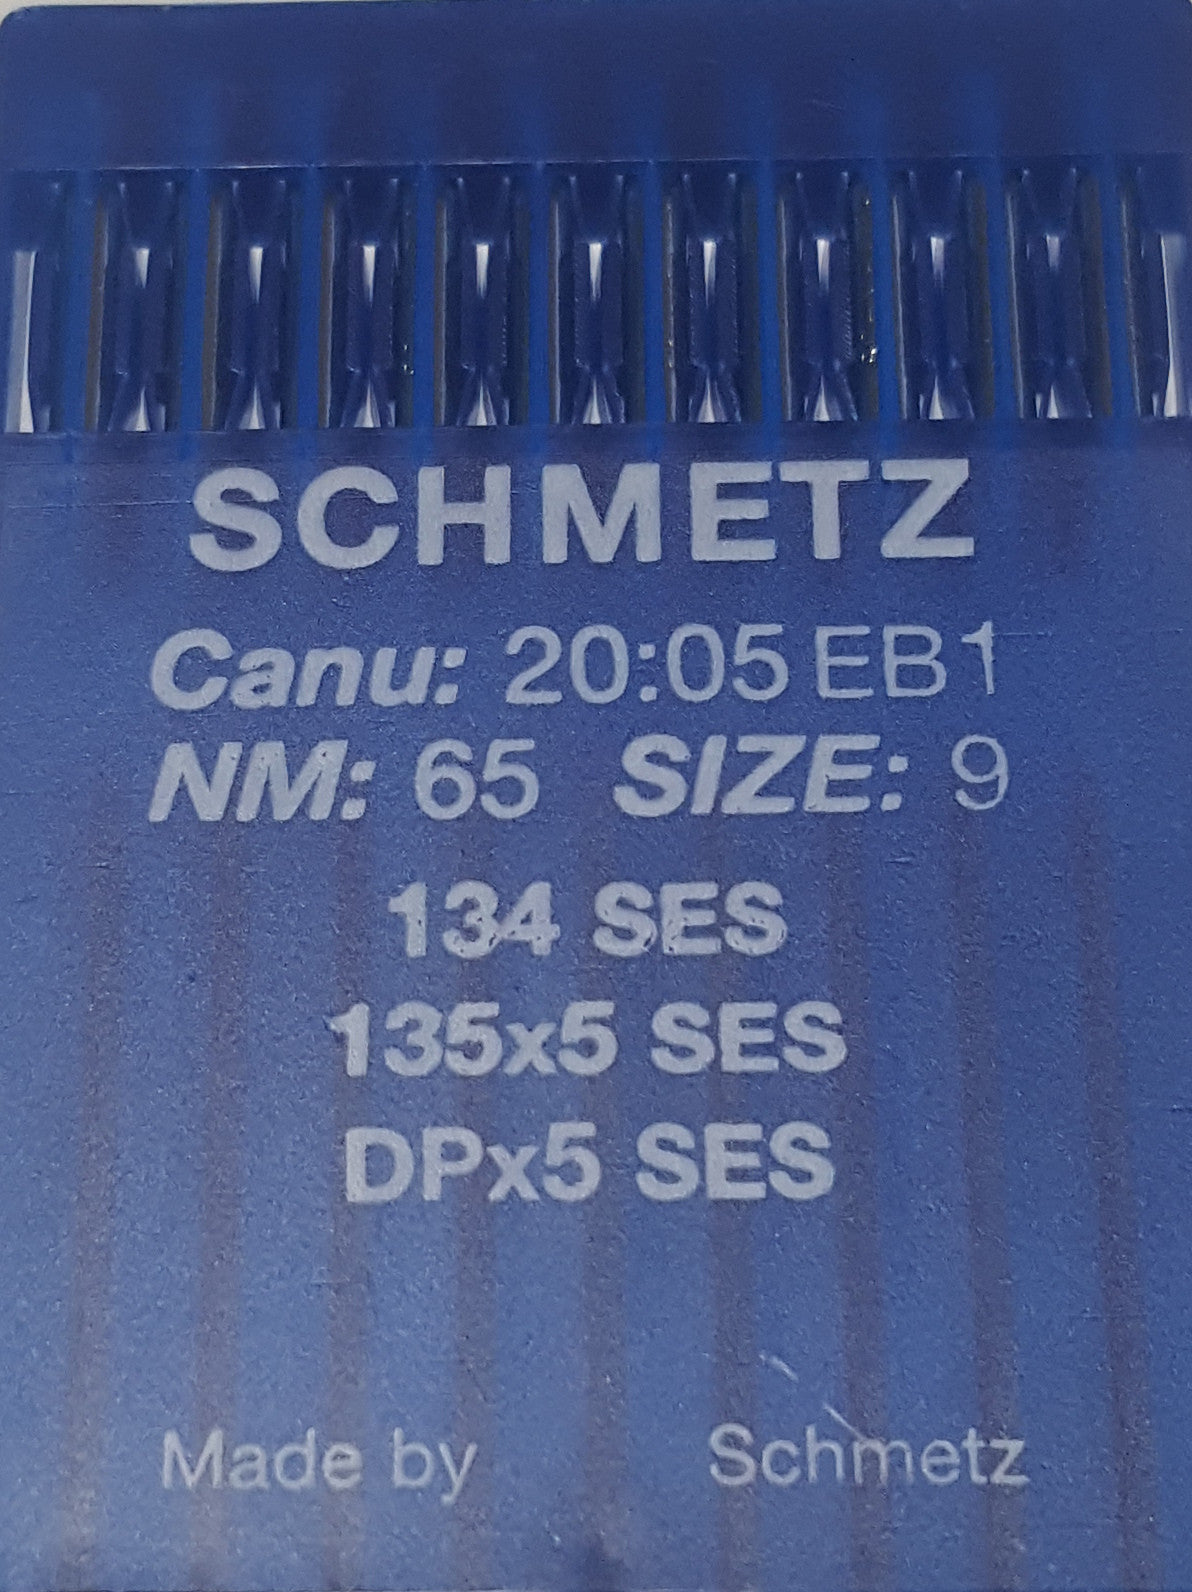 SCHMETZ
Canu: 20:05 EB1
NM: 65 SIZE: 9
134 SES
135x5 SES
DPx5 SES
Made by Schmetz